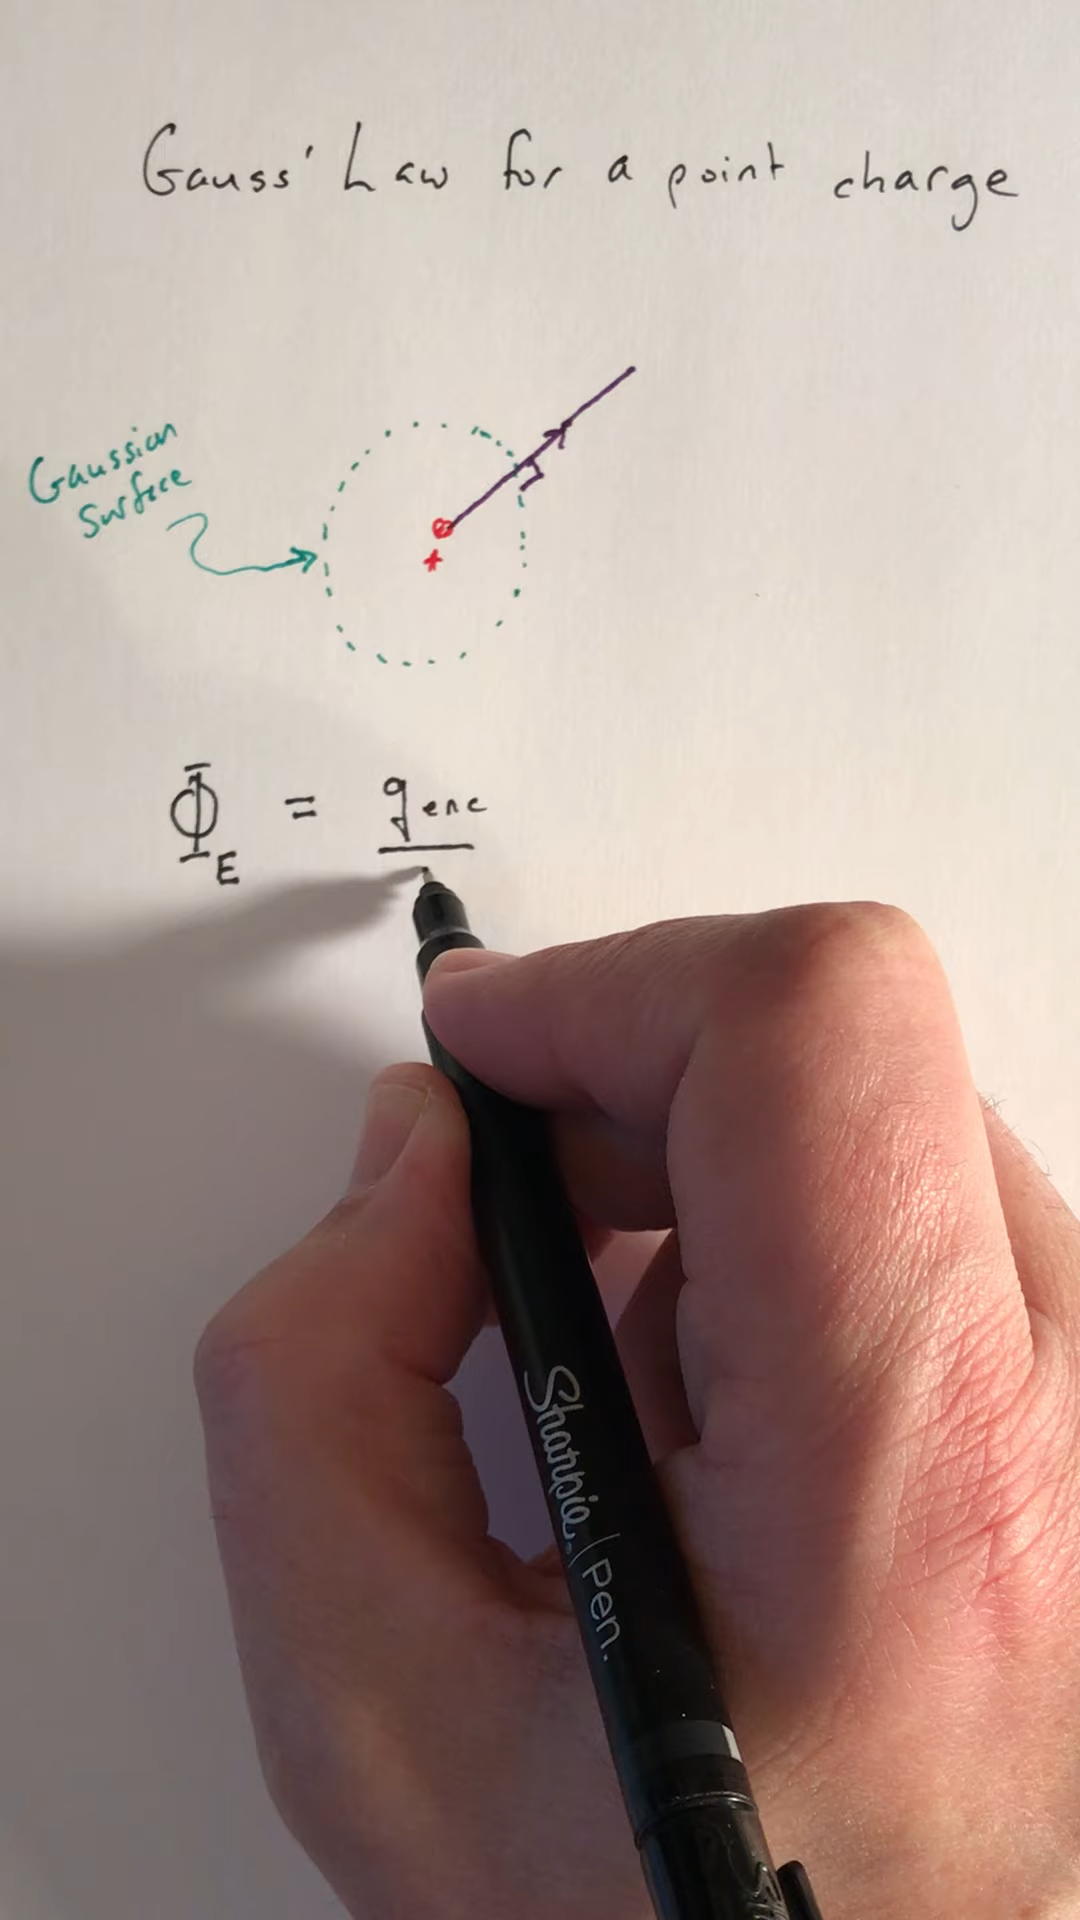 Gauss' Law for a point charge
Gaussian
Surface
+
Φ_E = q_enc
Sharpie. | Pen.